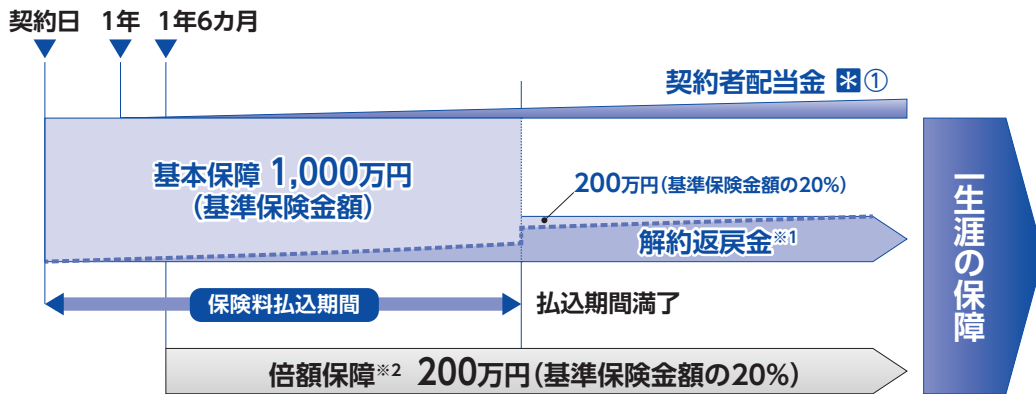 契約日 1年 1年6カ月
契約者配当金 *①
基本保障 1,000万円
(基準保険金額)
200万円(基準保険金額の20%)
解約返戻金※1
保険料払込期間
払込期間満了
倍額保障※2 200万円(基準保険金額の20%)
一生涯の保障